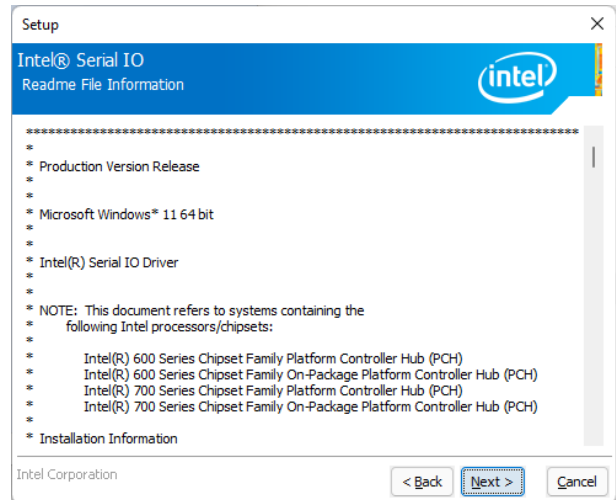 Setup
Intel® Serial IO
Readme File Information
intel
*******************************************************************************
*
* Production Version Release
*
*
* Microsoft Windows* 11 64 bit
*
*
* Intel(R) Serial IO Driver
*
*
* NOTE: This document refers to systems containing the
* following Intel processors/chipsets:
*
* Intel(R) 600 Series Chipset Family Platform Controller Hub (PCH)
* Intel(R) 600 Series Chipset Family On-Package Platform Controller Hub (PCH)
* Intel(R) 700 Series Chipset Family Platform Controller Hub (PCH)
* Intel(R) 700 Series Chipset Family On-Package Platform Controller Hub (PCH)
*
* Installation Information
Intel Corporation
< Back Next > Cancel